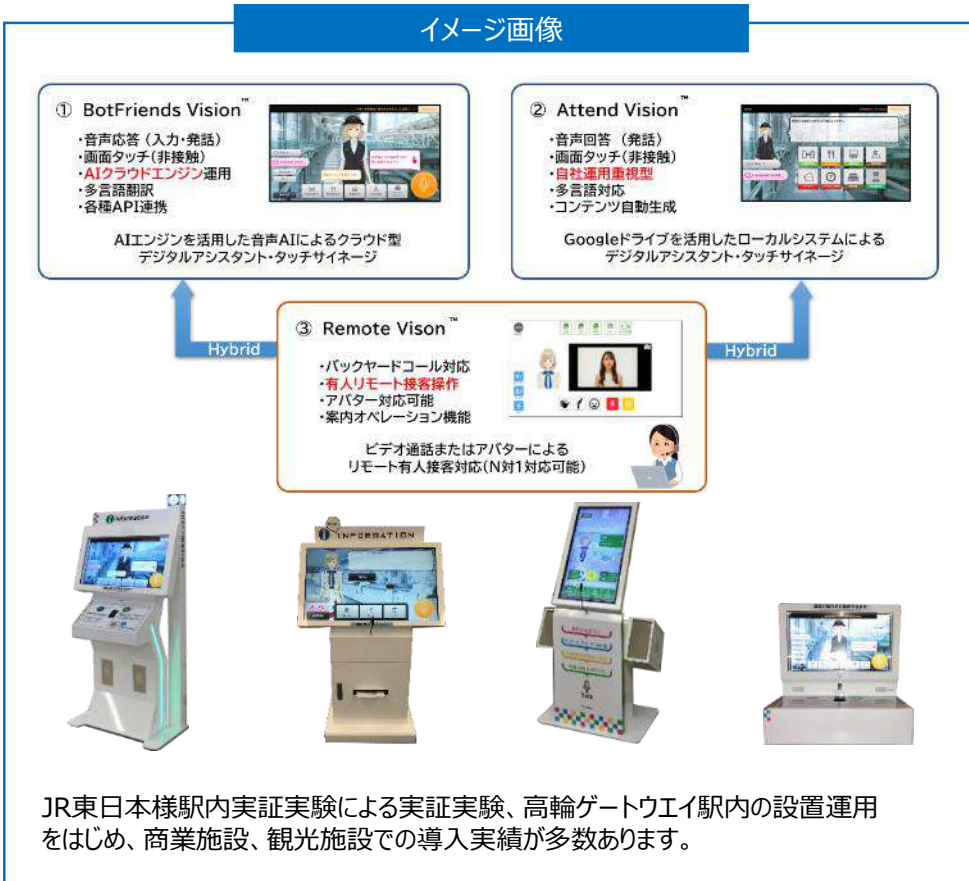 イメージ画像
① BotFriends Vision™
・音声応答（入力・発話）
・画面タッチ(非接触)
・AIクラウドエンジン運用
・多言語翻訳
・各種API連携
AIエンジンを活用した音声AIによるクラウド型
デジタルアシスタント・タッチサイネージ
② Attend Vision™
・音声回答（発話）
・画面タッチ(非接触)
・自社運用重視型
・多言語対応
・コンテンツ自動生成
Googleドライブを活用したローカルシステムによる
デジタルアシスタント・タッチサイネージ
Hybrid
③ Remote Vison™
・バックヤードコール対応
・有人リモート接客操作
・アバター対応可能
・案内オペレーション機能
ビデオ通話またはアバターによる
リモート有人接客対応(N対1対応可能)
Hybrid
information
INFORMATION
JR東日本様駅内実証実験による実証実験、高輪ゲートウエイ駅内の設置運用
をはじめ、商業施設、観光施設での導入実績が多数あります。